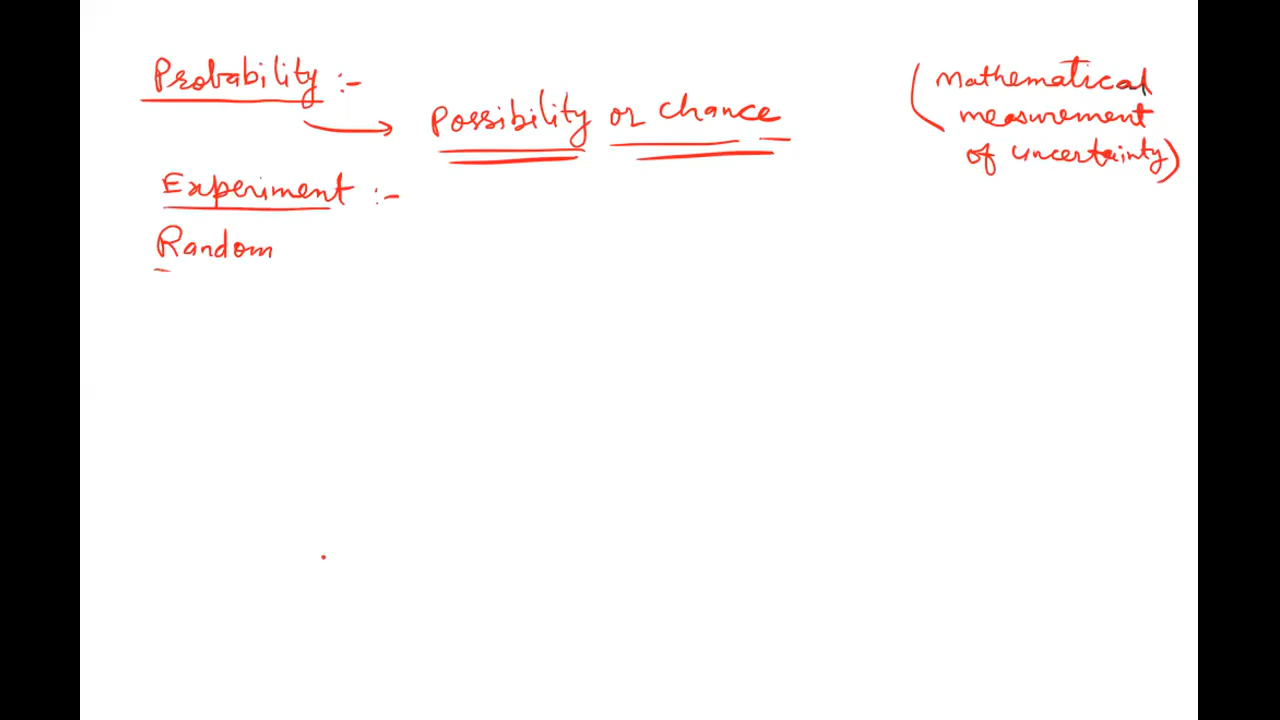 Probability :-
Possibility or chance
(Mathematical
measurement
of uncertainty)
Experiment :-
Random